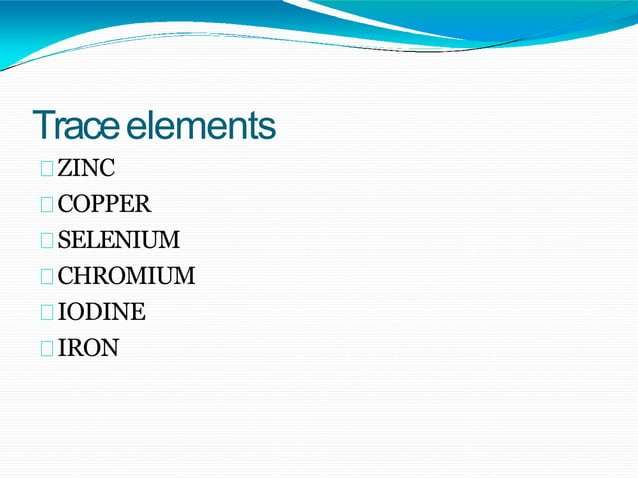 Trace elements
ZINC
COPPER
SELENIUM
CHROMIUM
IODINE
IRON